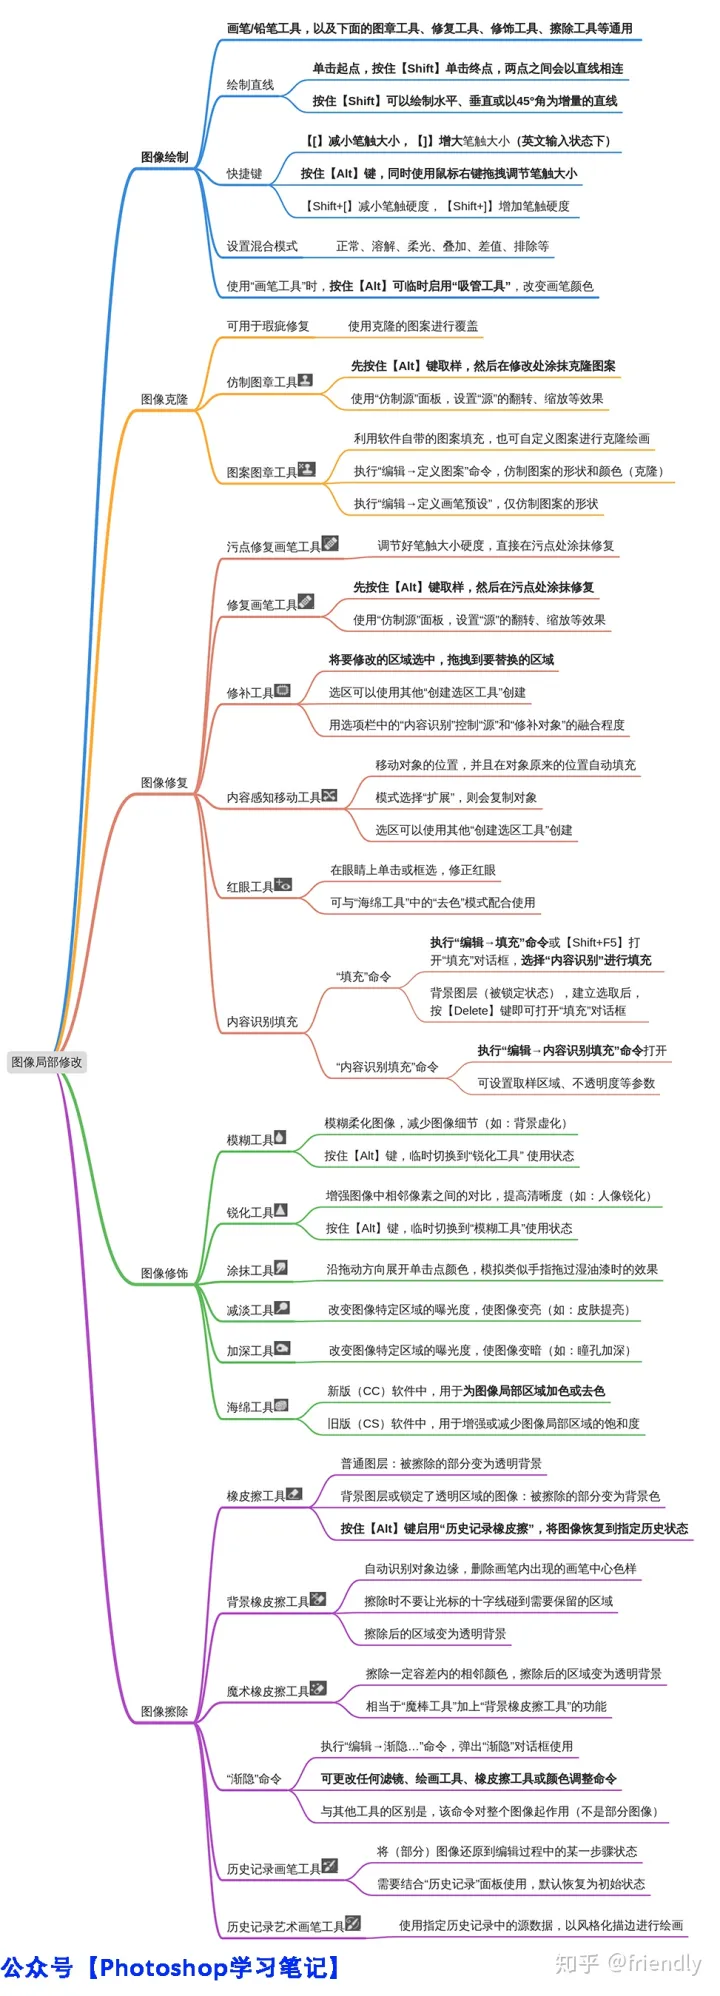 画笔/铅笔工具，以及下面的图章工具、修复工具、修饰工具、擦除工具等通用
绘制直线
单击起点，按住【Shift】单击终点，两点之间会以直线相连
按住【Shift】可以绘制水平、垂直或以45°角为增量的直线
图像绘制
快捷键
【[】减小笔触大小，【]】增大笔触大小（英文输入状态下）
按住【Alt】键，同时使用鼠标右键拖拽调节笔触大小
【Shift+[】减小笔触硬度，【Shift+]】增加笔触硬度
设置混合模式
正常、溶解、柔光、叠加、差值、排除等
使用“画笔工具”时，按住【Alt】可临时启用“吸管工具”，改变画笔颜色
图像克隆
可用于瑕疵修复
使用克隆的图案进行覆盖
仿制图章工具
先按住【Alt】键取样，然后在修改处涂抹克隆图案
使用“仿制源”面板，设置“源”的翻转、缩放等效果
图案图章工具
利用软件自带的图案填充，也可自定义图案进行克隆绘画
执行“编辑→定义图案”命令，仿制图案的形状和颜色（克隆）
执行“编辑→定义画笔预设”，仅仿制图案的形状
图像修复
污点修复画笔工具
调节好笔触大小硬度，直接在污点处涂抹修复
修复画笔工具
先按住【Alt】键取样，然后在污点处涂抹修复
使用“仿制源”面板，设置“源”的翻转、缩放等效果
修补工具
将要修改的区域选中，拖拽到要替换的区域
选区可以使用其他“创建选区工具”创建
用选项栏中的“内容识别”控制“源”和“修补对象”的融合程度
内容感知移动工具
移动对象的位置，并且在对象原来的位置自动填充
模式选择“扩展”，则会复制对象
选区可以使用其他“创建选区工具”创建
红眼工具
在眼睛上单击或框选，修正红眼
可与“海绵工具”中的“去色”模式配合使用
内容识别填充
“填充”命令
执行“编辑→填充”命令或【Shift+F5】打
开“填充”对话框，选择“内容识别”进行填充
背景图层（被锁定状态），建立选取后，
按【Delete】键即可打开“填充”对话框
“内容识别填充”命令
执行“编辑→内容识别填充”命令打开
可设置取样区域、不透明度等参数
图像局部修改
图像修饰
模糊工具
模糊柔化图像，减少图像细节（如：背景虚化）
按住【Alt】键，临时切换到“锐化工具” 使用状态
锐化工具
增强图像中相邻像素之间的对比，提高清晰度（如：人像锐化）
按住【Alt】键，临时切换到“模糊工具”使用状态
涂抹工具
沿拖动方向展开单击点颜色，模拟类似手指拖过湿油漆时的效果
减淡工具
改变图像特定区域的曝光度，使图像变亮（如：皮肤提亮）
加深工具
改变图像特定区域的曝光度，使图像变暗（如：瞳孔加深）
海绵工具
新版（CC）软件中，用于为图像局部区域加色或去色
旧版（CS）软件中，用于增强或减少图像局部区域的饱和度
图像擦除
橡皮擦工具
普通图层：被擦除的部分变为透明背景
背景图层或锁定了透明区域的图像：被擦除的部分变为背景色
按住【Alt】键启用“历史记录橡皮擦”，将图像恢复到指定历史状态
背景橡皮擦工具
自动识别对象边缘，删除画笔内出现的画笔中心色样
擦除时不要让光标的十字线碰到需要保留的区域
擦除后的区域变为透明背景
魔术橡皮擦工具
擦除一定容差内的相邻颜色，擦除后的区域变为透明背景
相当于“魔棒工具”加上“背景橡皮擦工具”的功能
“渐隐”命令
执行“编辑→渐隐…”命令，弹出“渐隐”对话框使用
可更改任何滤镜、绘画工具、橡皮擦工具或颜色调整命令
与其他工具的区别是，该命令对整个图像起作用（不是部分图像）
历史记录画笔工具
将（部分）图像还原到编辑过程中的某一步骤状态
需要结合“历史记录”面板使用，默认恢复为初始状态
历史记录艺术画笔工具
使用指定历史记录中的源数据，以风格化描边进行绘画
公众号【Photoshop学习笔记】
知乎 @friendly